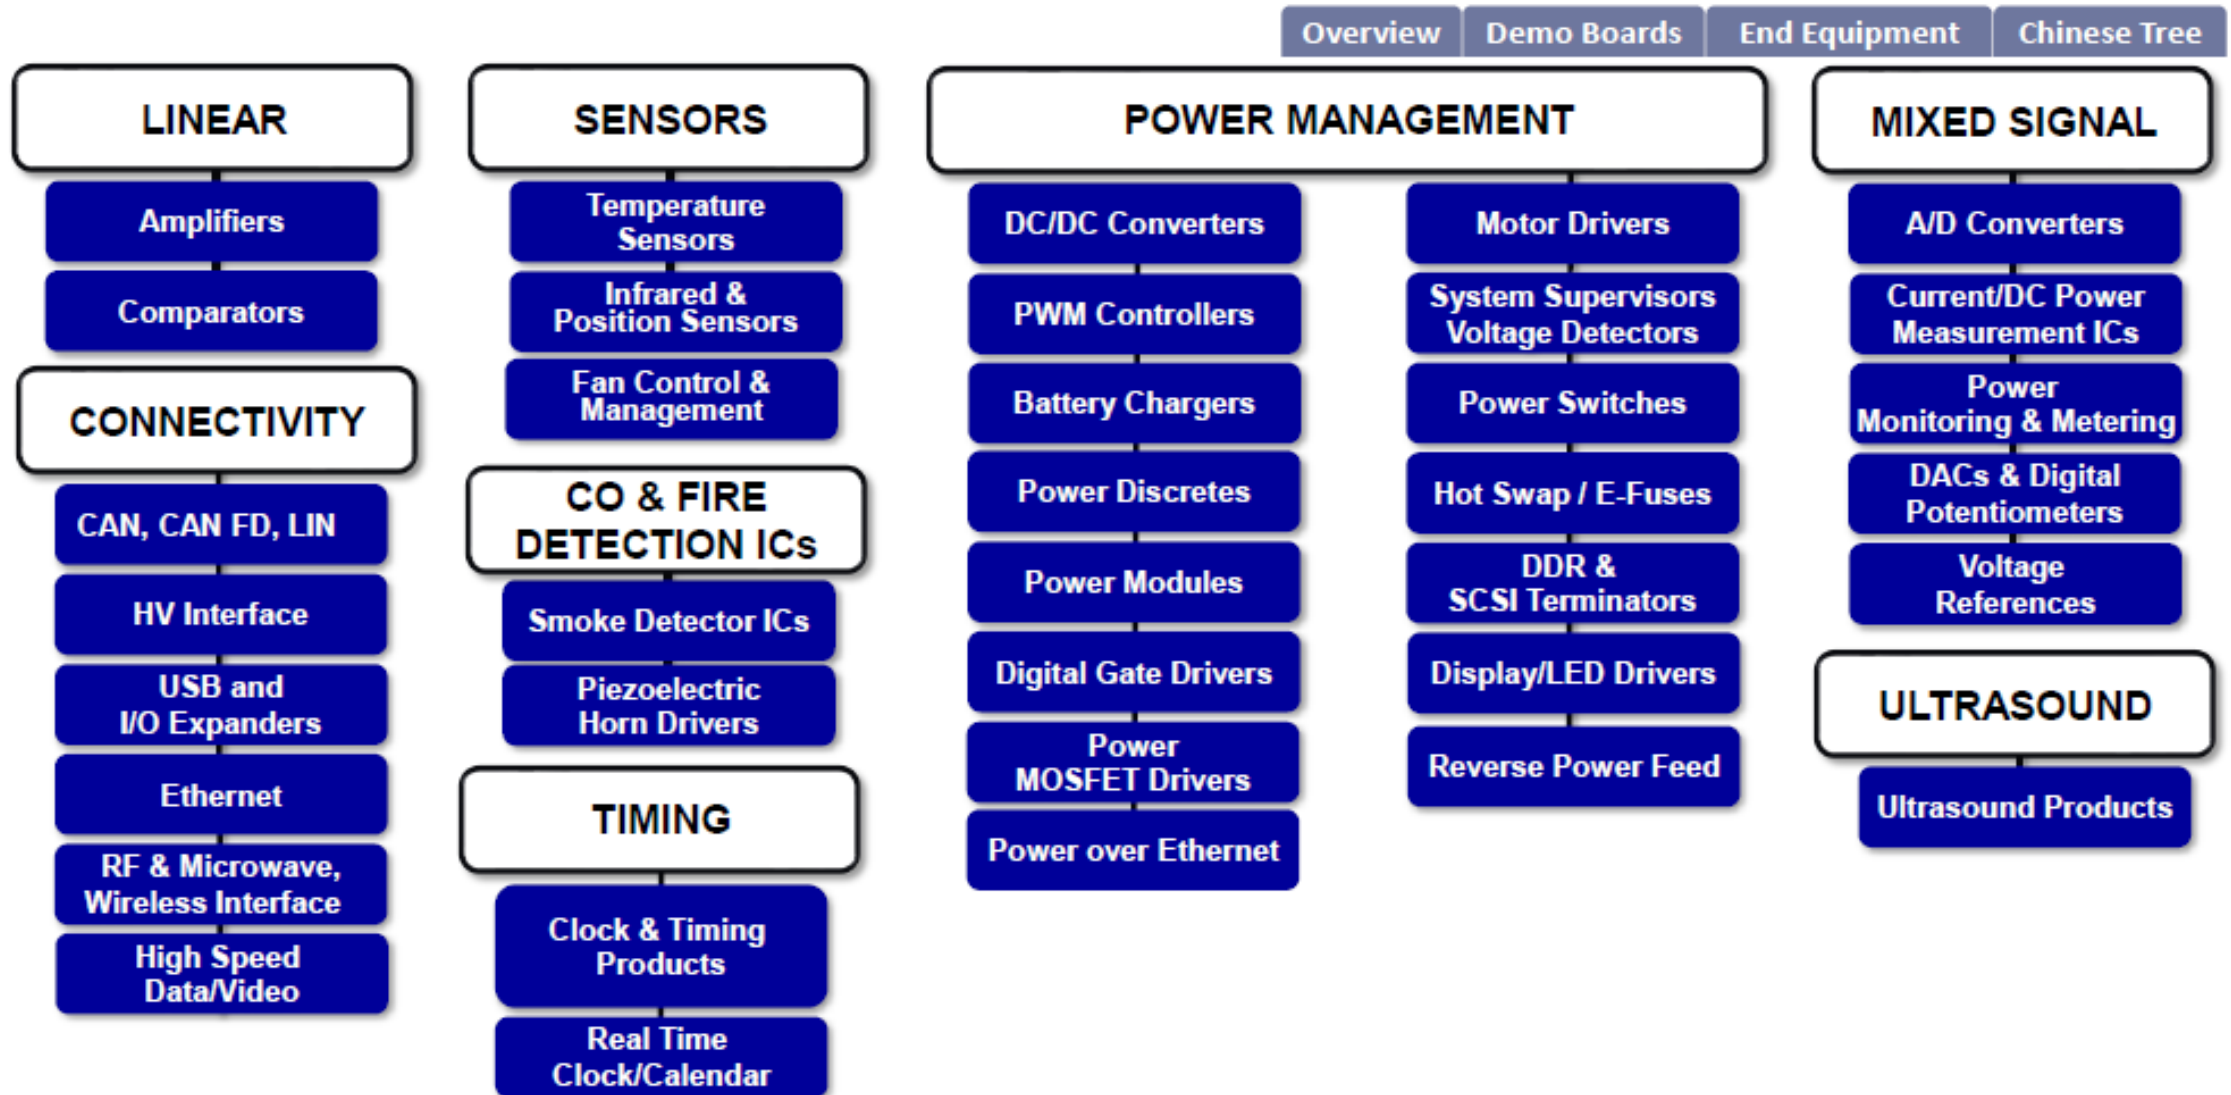 Overview
Demo Boards
End Equipment
Chinese Tree
LINEAR
Amplifiers
Comparators
CONNECTIVITY
CAN, CAN FD, LIN
HV Interface
USB and
I/O Expanders
Ethernet
RF & Microwave,
Wireless Interface
High Speed
Data/Video
SENSORS
Temperature
Sensors
Infrared &
Position Sensors
Fan Control &
Management
CO & FIRE
DETECTION ICs
Smoke Detector ICs
Piezoelectric
Horn Drivers
TIMING
Clock & Timing
Products
Real Time
Clock/Calendar
POWER MANAGEMENT
DC/DC Converters
PWM Controllers
Battery Chargers
Power Discretes
Power Modules
Digital Gate Drivers
Power
MOSFET Drivers
Power over Ethernet
Motor Drivers
System Supervisors
Voltage Detectors
Power Switches
Hot Swap / E-Fuses
DDR &
SCSI Terminators
Display/LED Drivers
Reverse Power Feed
MIXED SIGNAL
A/D Converters
Current/DC Power
Measurement ICs
Power
Monitoring & Metering
DACs & Digital
Potentiometers
Voltage
References
ULTRASOUND
Ultrasound Products